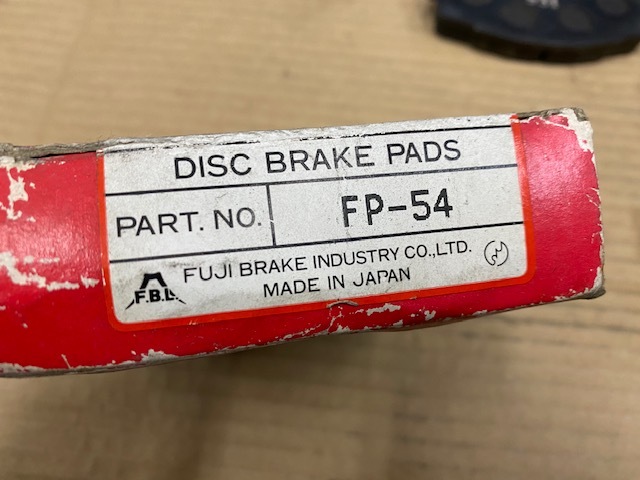 DISC BRAKE PADS
PART. NO. FP-54
F.B.I. FUJI BRAKE INDUSTRY CO.,LTD.
MADE IN JAPAN